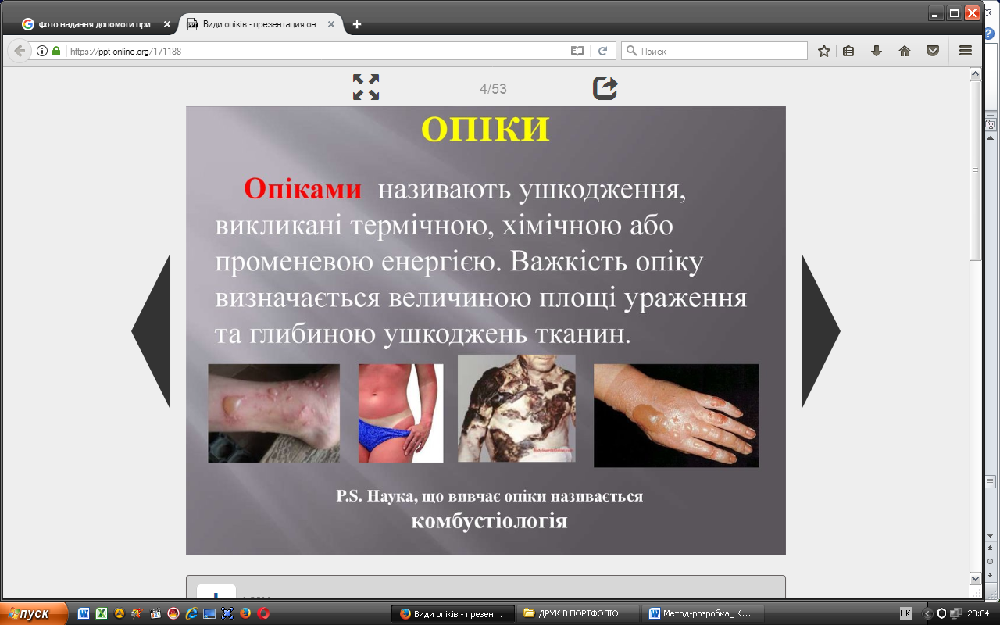 фото надання допомоги при ...
Види опіків - презентация он...
https://ppt-online.org/171188
Поиск
4/53
ОПІКИ
Опіками називають ушкодження,
викликані термічною, хімічною або
променевою енергією. Важкість опіку
визначається величиною площі ураження
та глибиною ушкоджень тканин.
P.S. Наука, що вивчає опіки називається
комбустіологія
пуск
Види опіків - презен...
ДРУК В ПОРТФОЛІО
Метод-розробка_ К...
UK
23:04